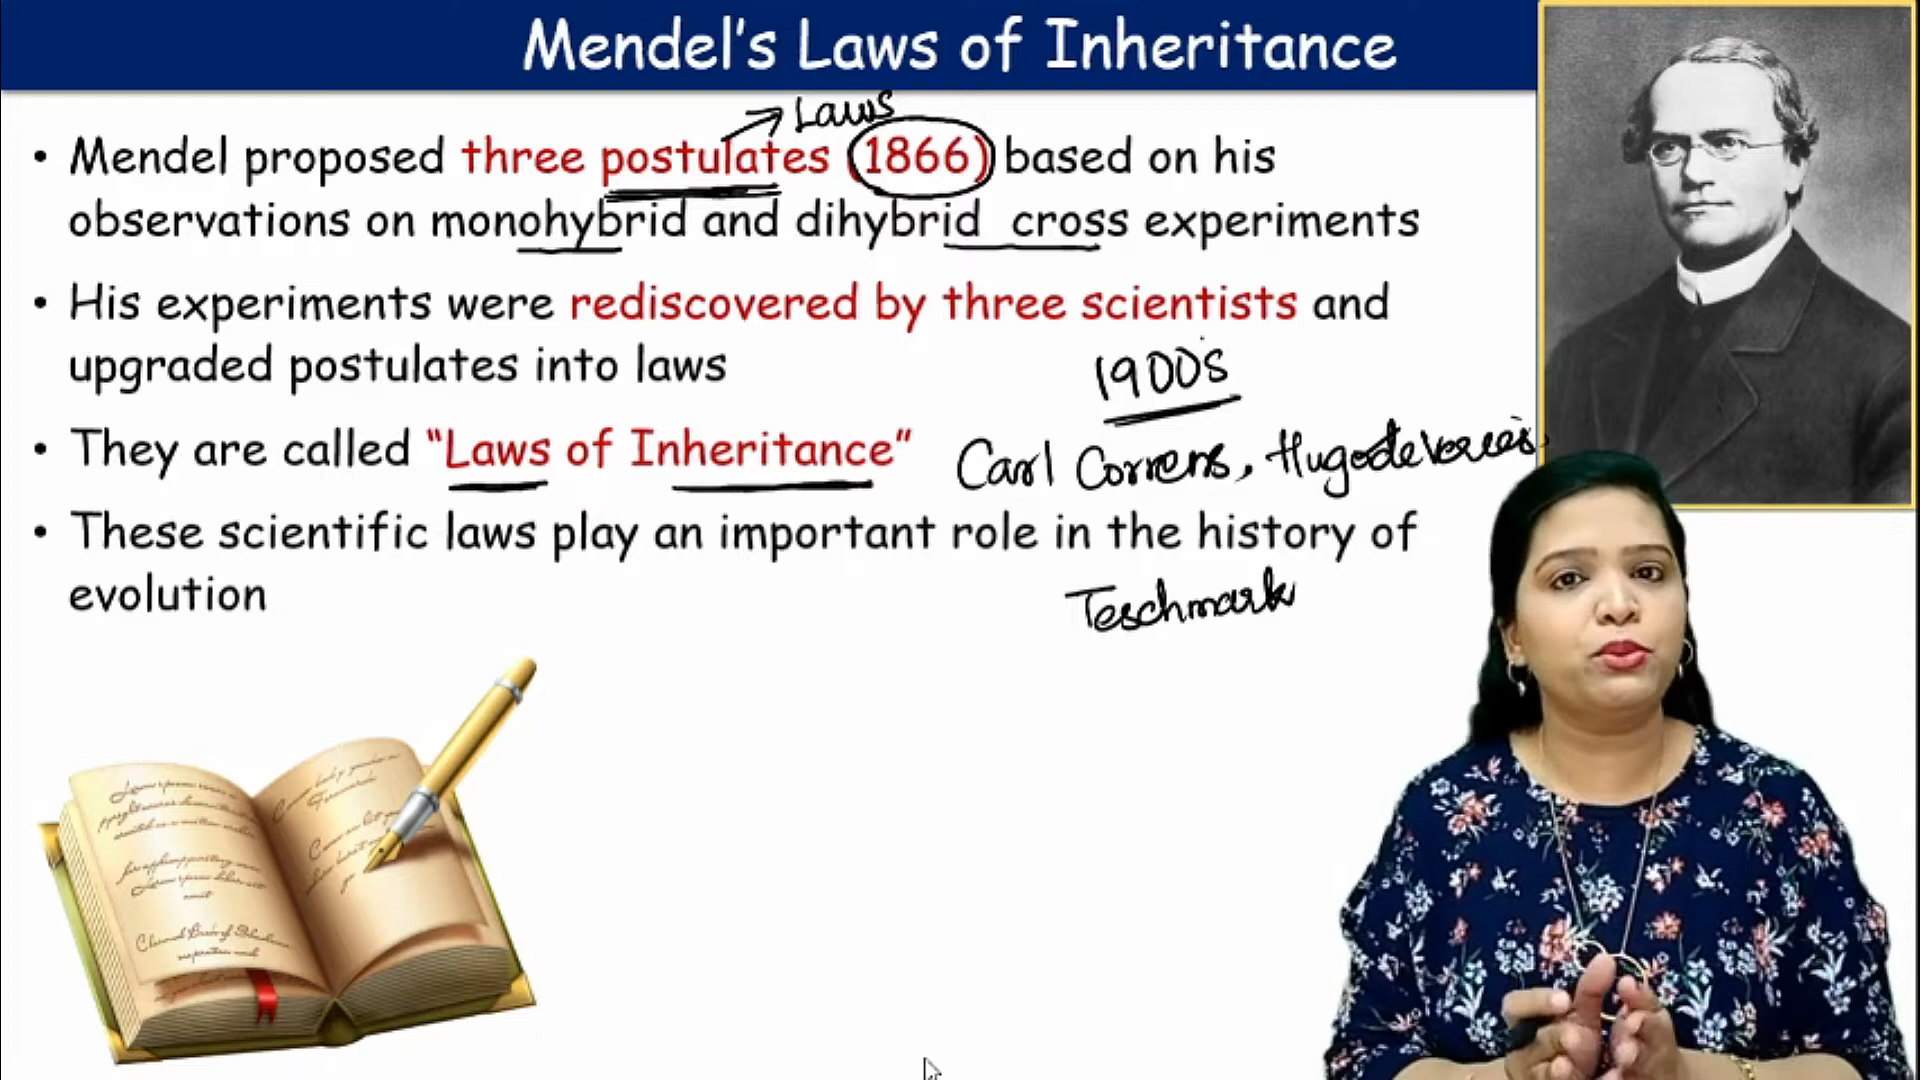 Mendel's Laws of Inheritance
Laws
• Mendel proposed three postulates (1866) based on his
observations on monohybrid and dihybrid cross experiments
• His experiments were rediscovered by three scientists and
upgraded postulates into laws
1900s
• They are called “Laws of Inheritance”
Carl Correns, Hugo
• These scientific laws play an important role in the history of
evolution
Teschmark